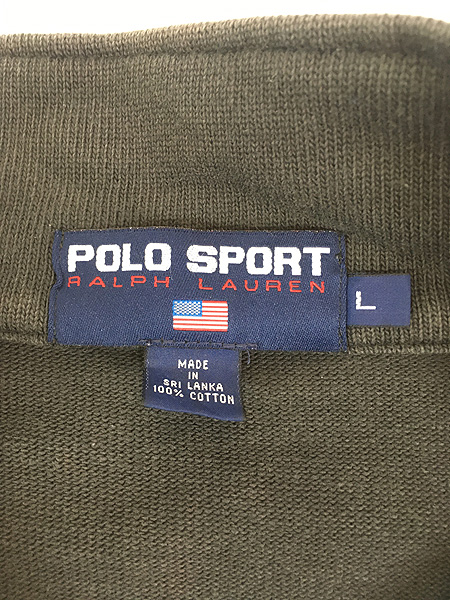 POLO SPORT
RALPH LAUREN
L
MADE
IN
SRI LANKA
100% COTTON